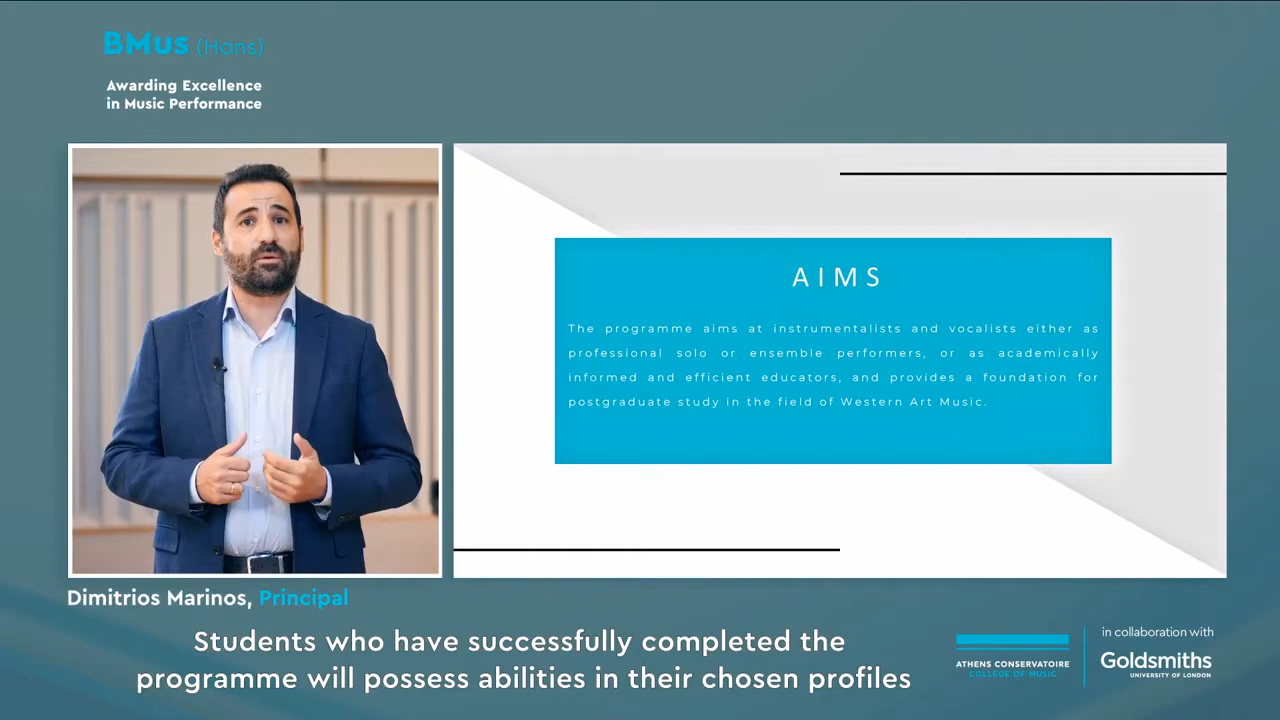 BMus (Hons)
Awarding Excellence
in Music Performance
AIMS
The programme aims at instrumentalists and vocalists either as
professional solo or ensemble performers, or as academically
informed and efficient educators, and provides a foundation for
postgraduate study in the field of Western Art Music.
Dimitrios Marinos, Principal
Students who have successfully completed the
programme will possess abilities in their chosen profiles
ATHENS CONSERVATOIRE
COLLEGE OF MUSIC
in collaboration with
Goldsmiths
UNIVERSITY OF LONDON